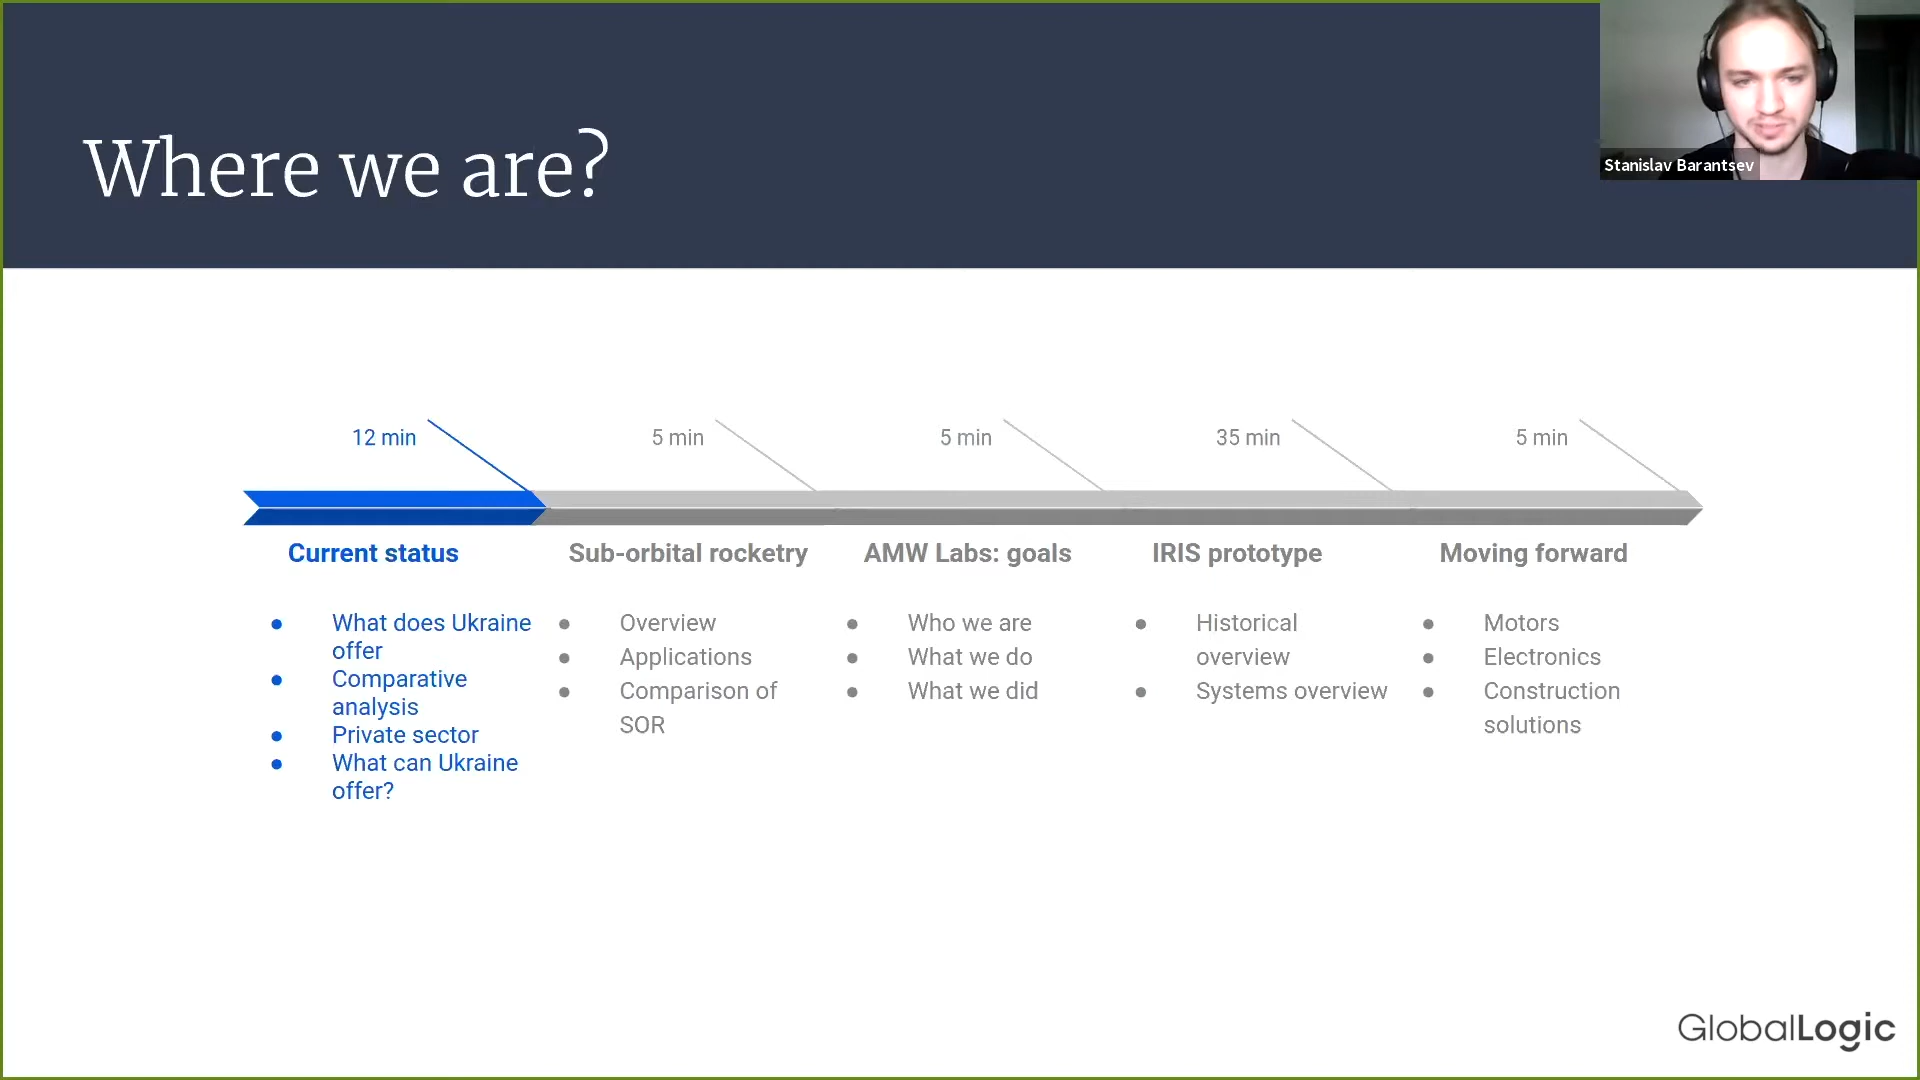 Where we are?
Stanislav Barantsev
12 min
5 min
5 min
35 min
5 min
Current status
What does Ukraine
offer
Comparative
analysis
Private sector
What can Ukraine
offer?
Sub-orbital rocketry
Overview
Applications
Comparison of
SOR
AMW Labs: goals
Who we are
What we do
What we did
IRIS prototype
Historical
overview
Systems overview
Moving forward
Motors
Electronics
Construction
solutions
GlobalLogic